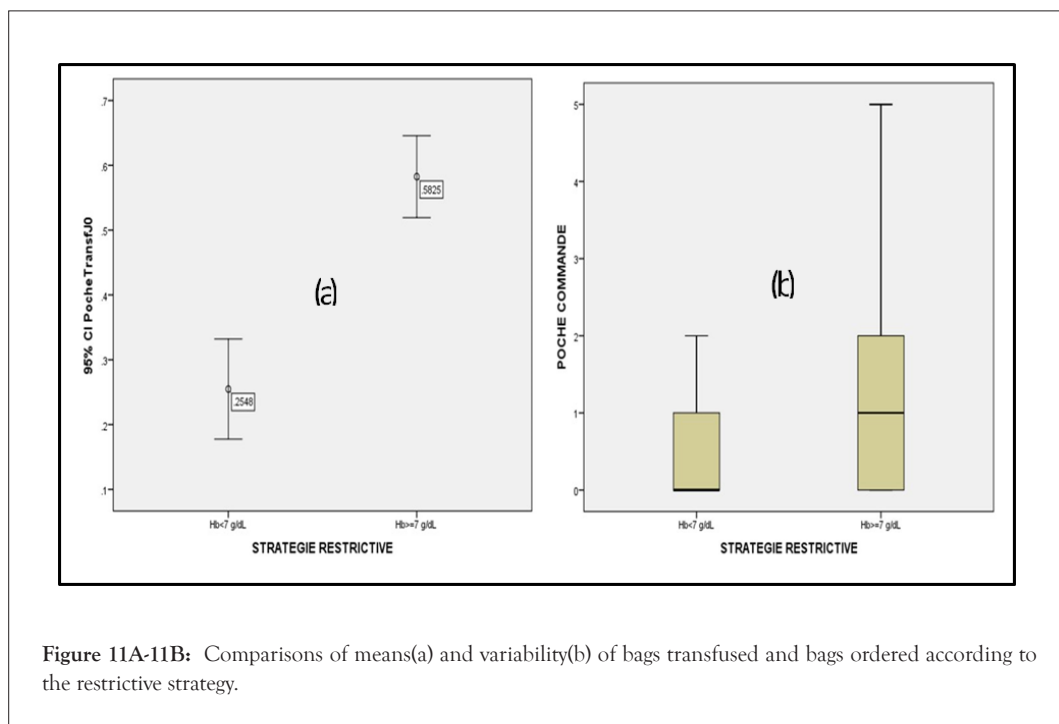 95% CI PocheTransfJ0
.7
.6
.5
.4
.3
.2
.1
.2548
.5825
(a)
Hb<7 g/dL
Hb>=7 g/dL
STRATEGIE RESTRICTIVE
POCHE COMMANDE
5
4
3
2
1
0
(b)
Hb<7 g/dL
Hb>=7 g/dL
STRATEGIE RESTRICTIVE
Figure 11A-11B: Comparisons of means(a) and variability(b) of bags transfused and bags ordered according to
the restrictive strategy.